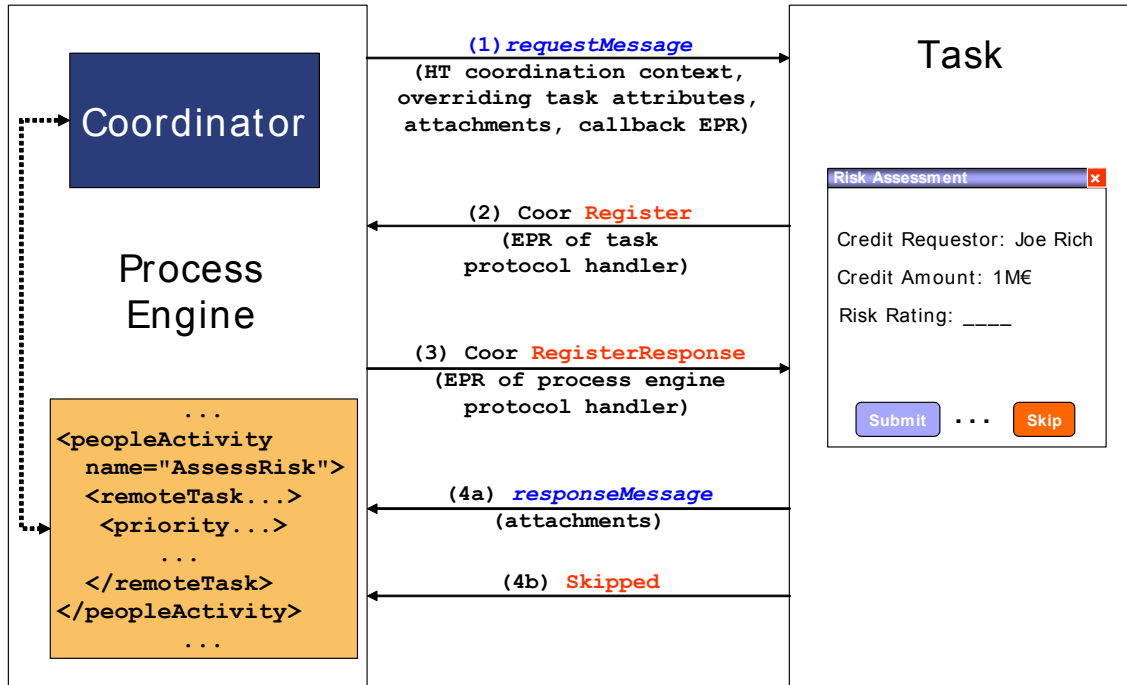 Coordinator
Process
Engine
...
<peopleActivity
name="AssessRisk">
<remoteTask...>
<priority...>
...
</remoteTask>
</peopleActivity>
...
(1) requestMessage
(HT coordination context,
overriding task attributes,
attachments, callback EPR)
(2) Coor Register
(EPR of task
protocol handler)
(3) Coor RegisterResponse
(EPR of process engine
protocol handler)
(4a) responseMessage
(attachments)
(4b) Skipped
Task
Risk Assessment ×
Credit Requestor: Joe Rich
Credit Amount: 1M€
Risk Rating: ____
Submit ... Skip